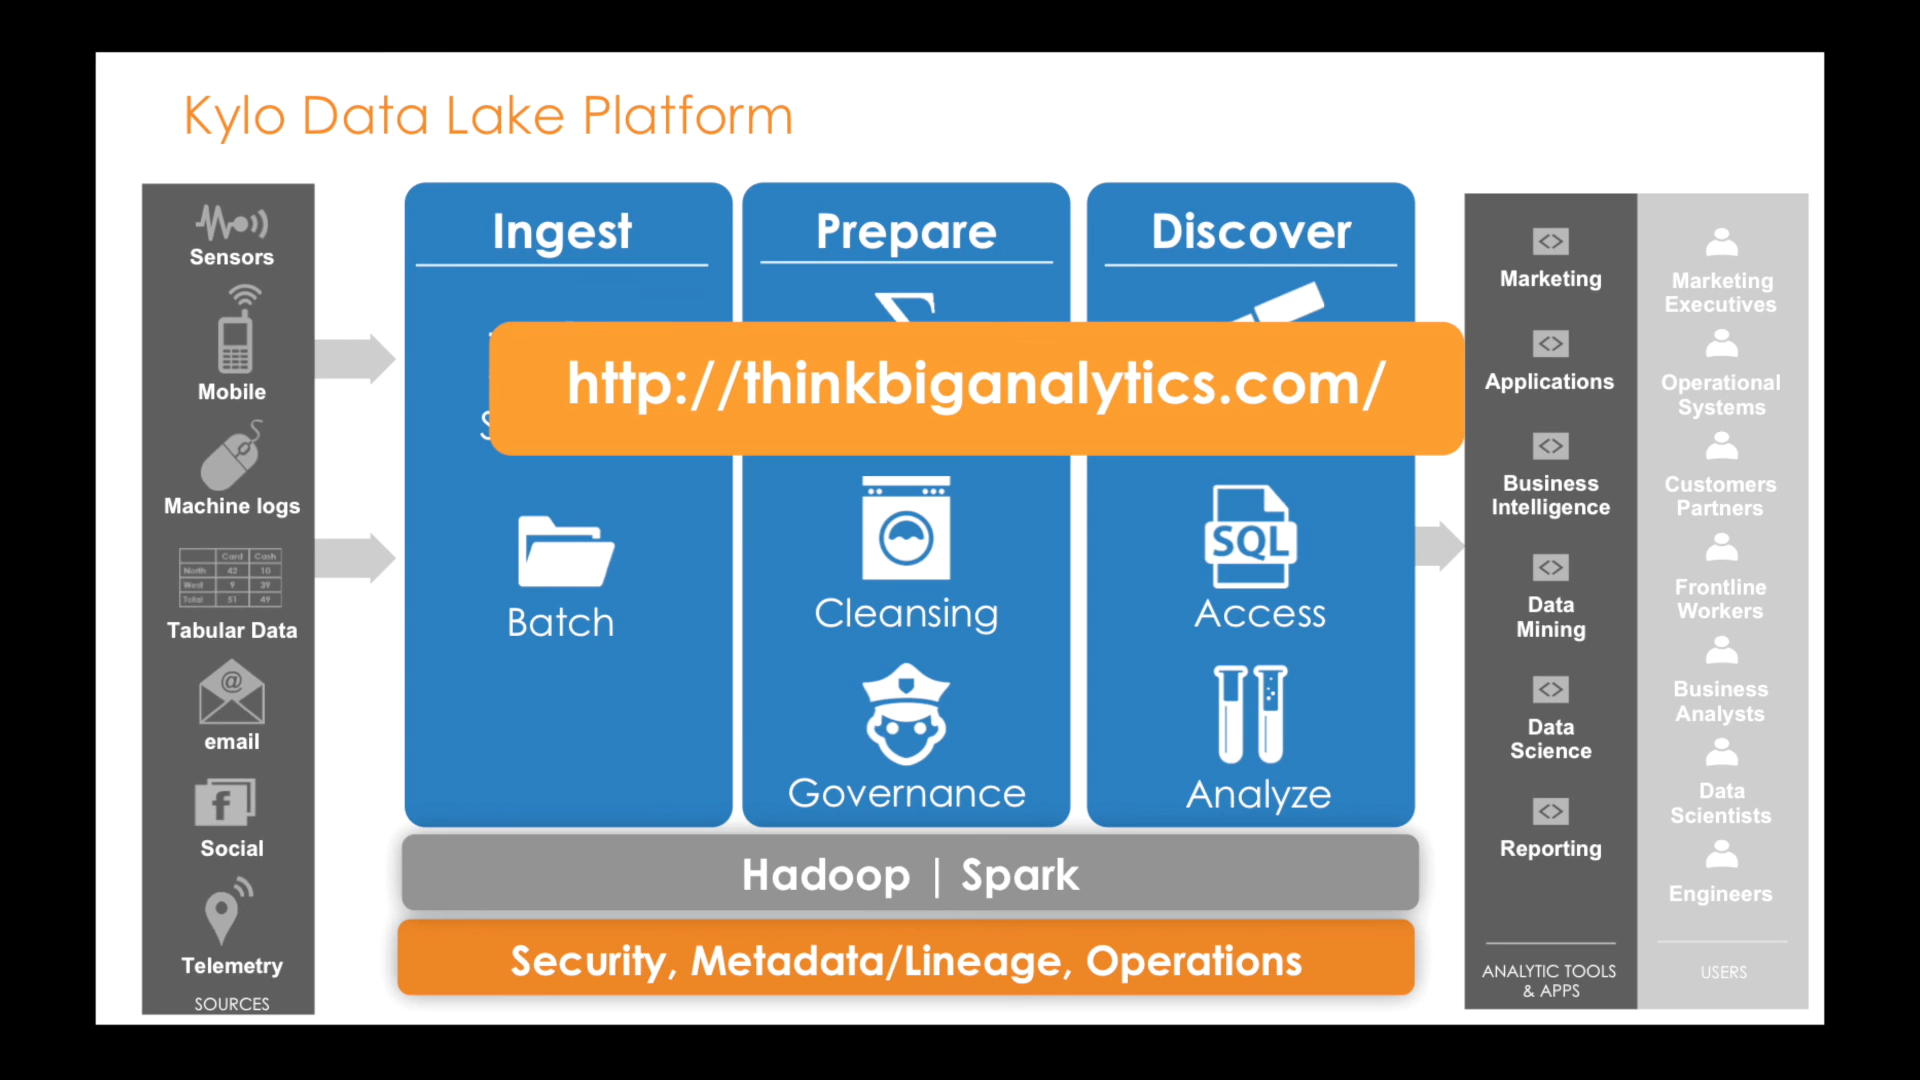 Kylo Data Lake Platform
Sensors
Mobile
Machine logs
Card Cash
North 42 10
West 9 39
Total 51 49
Tabular Data
@
email
f
Social
Telemetry
SOURCES
Ingest
Batch
Prepare
Σ
Cleansing
Governance
Discover
SQL
Access
Analyze
http://thinkbiganalytics.com/
Hadoop | Spark
Security, Metadata/Lineage, Operations
<>
Marketing
<>
Applications
<>
Business
Intelligence
<>
Data
Mining
<>
Data
Science
<>
Reporting
ANALYTIC TOOLS
& APPS
Marketing
Executives
Operational
Systems
Customers
Partners
Frontline
Workers
Business
Analysts
Data
Scientists
Engineers
USERS